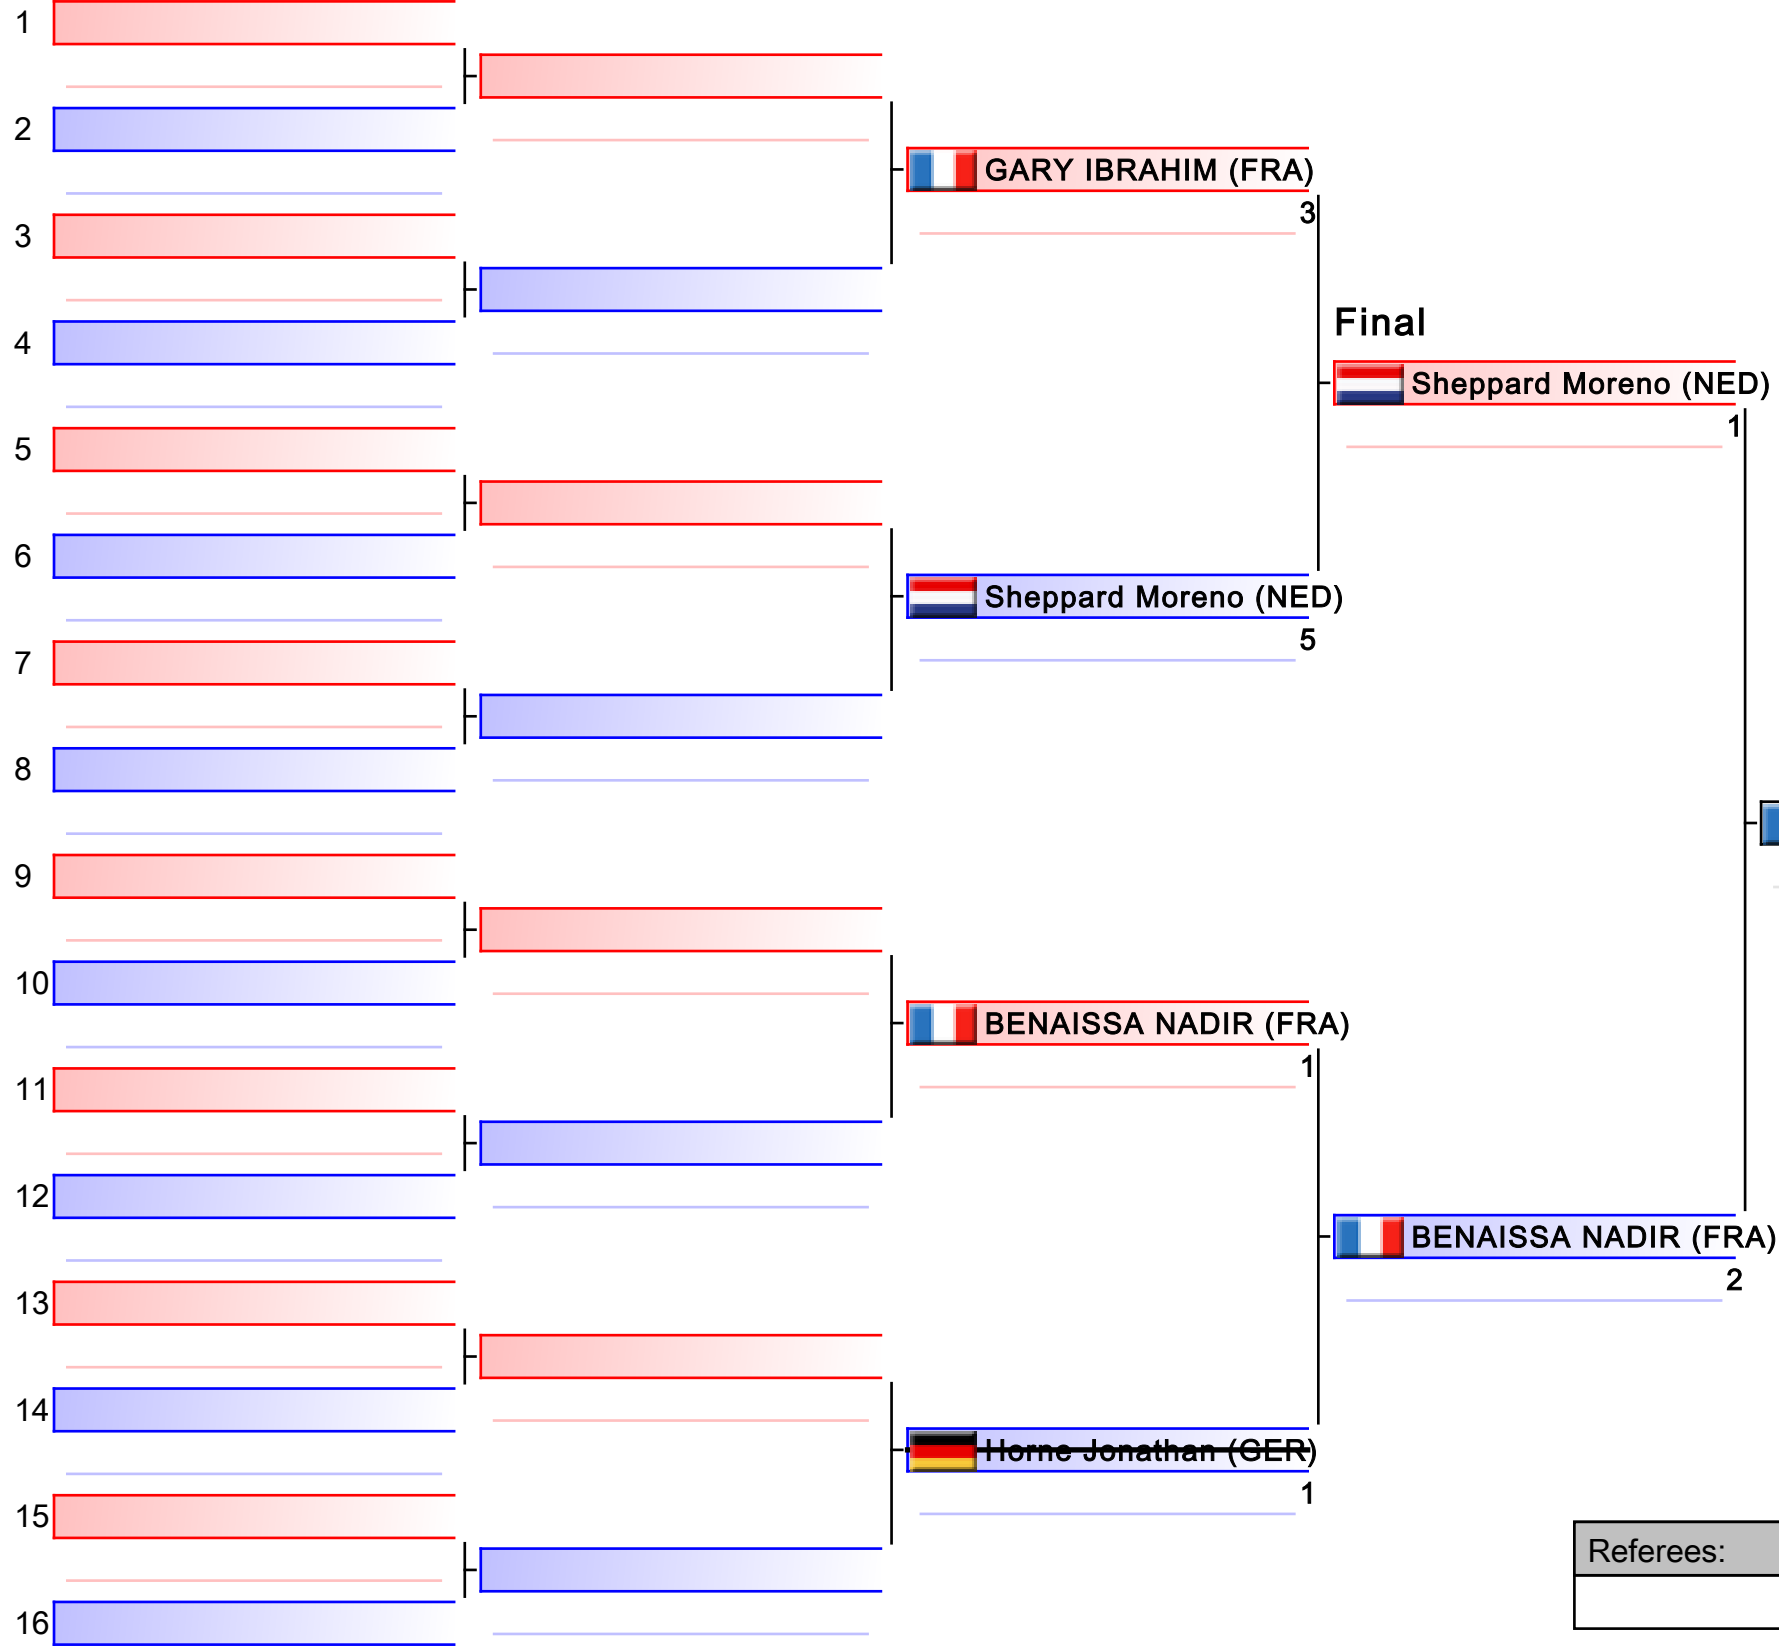 1
2
GARY IBRAHIM (FRA)
3
3
Final
4
Sheppard Moreno (NED)
1
5
6
Sheppard Moreno (NED)
5
7
8
9
10
BENAISSA NADIR (FRA)
1
11
12
BENAISSA NADIR (FRA)
2
13
14
Horne Jonathan (GER)
1
15
Referees:
16